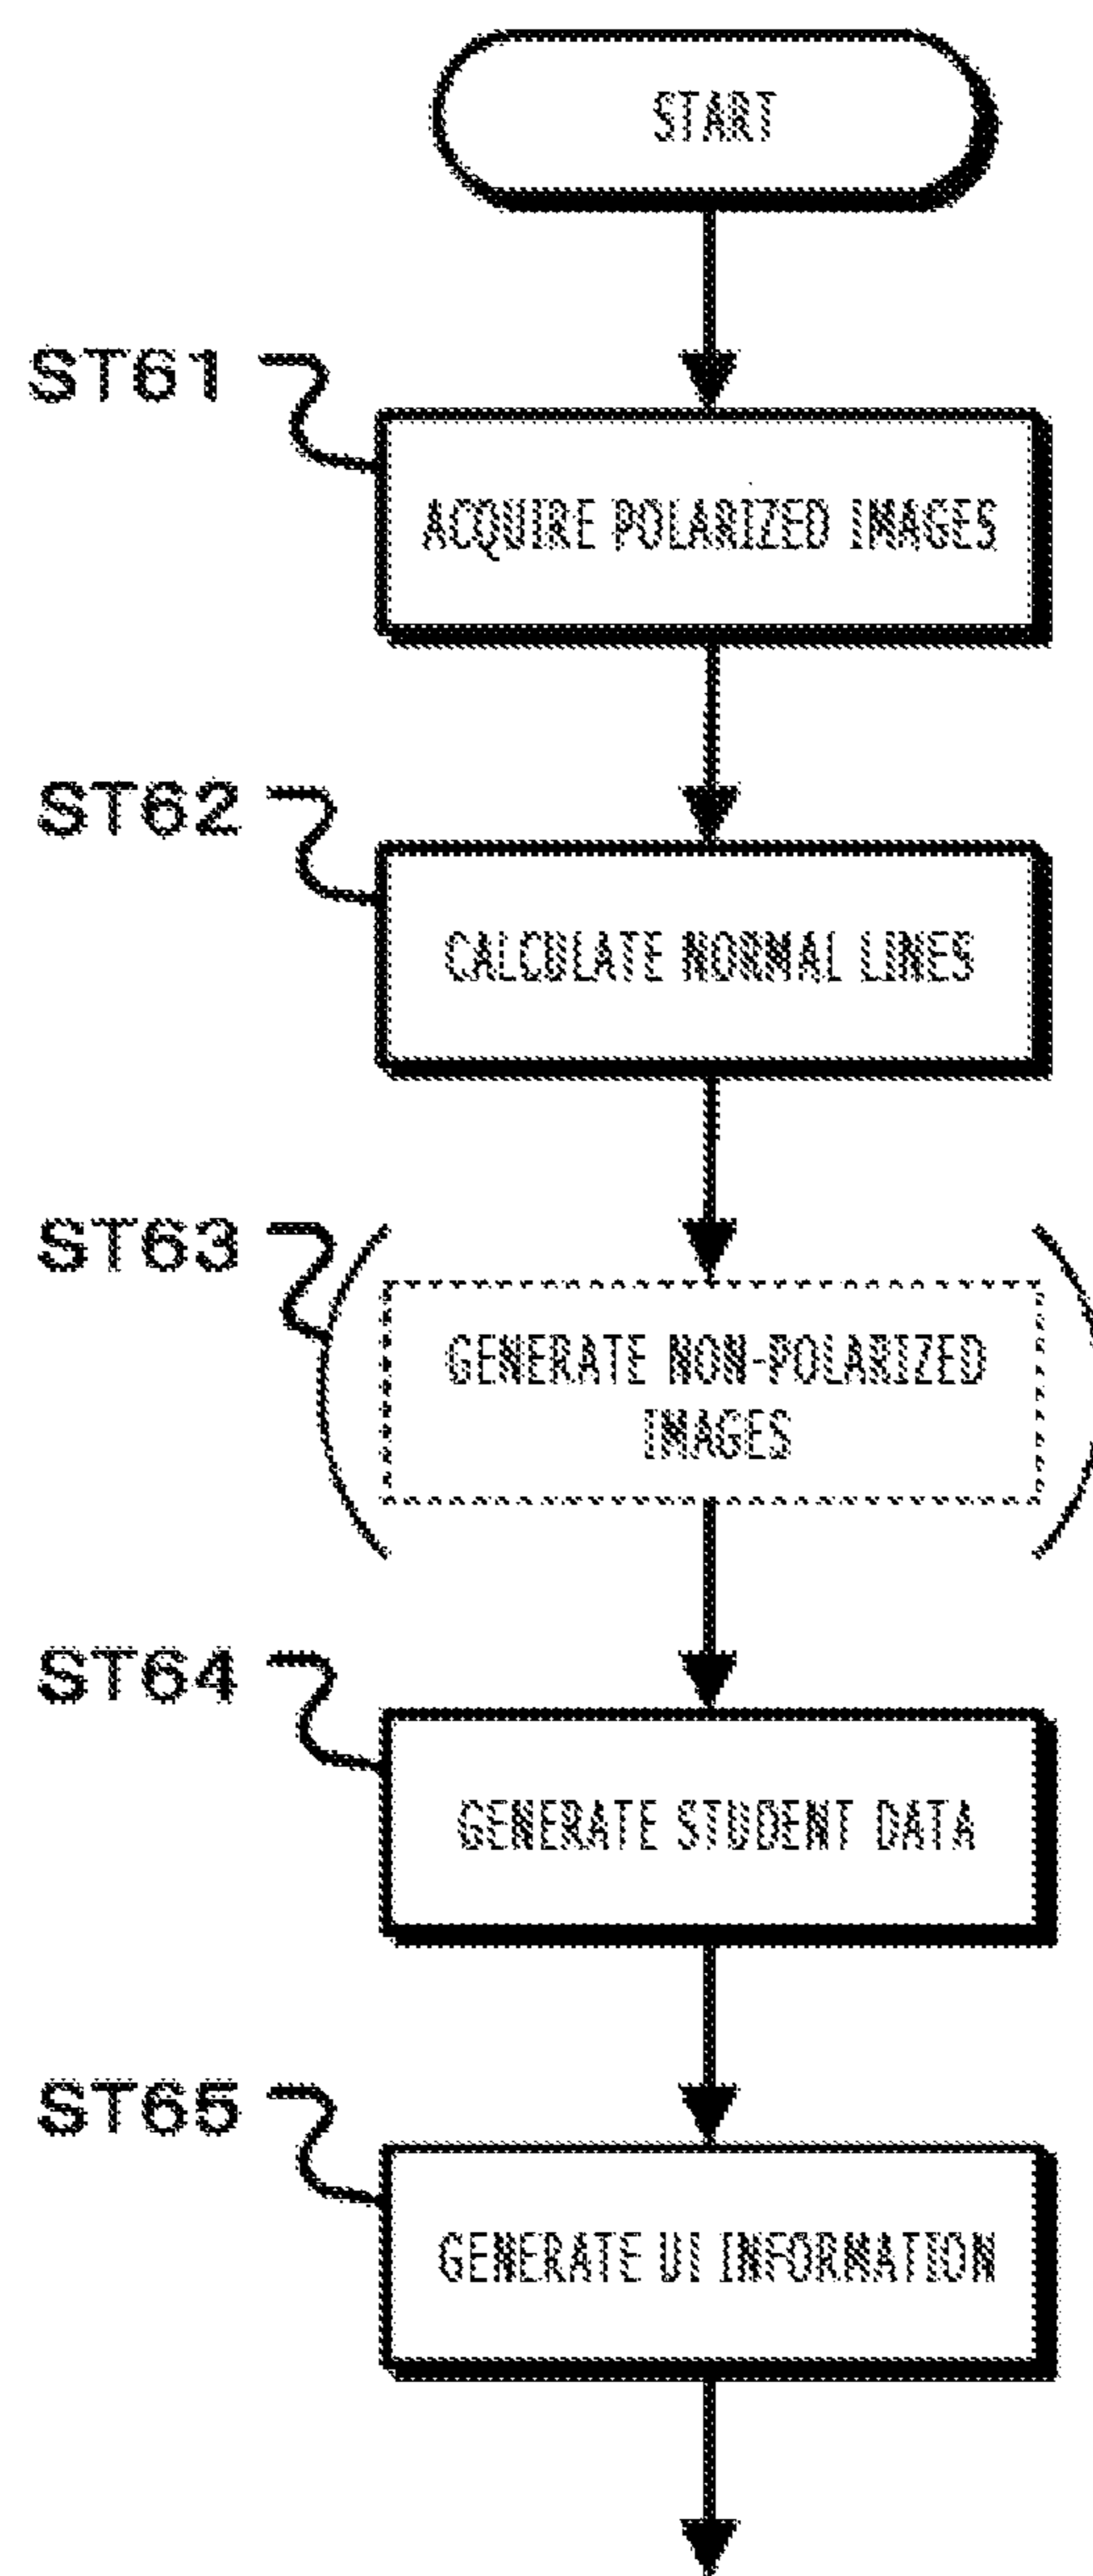 START
ST61
ACQUIRE POLARIZED IMAGES
ST62
CALCULATE NORMAL LINES
ST63
GENERATE NON-POLARIZED
IMAGES
ST64
GENERATE STUDENT DATA
ST65
GENERATE UI INFORMATION